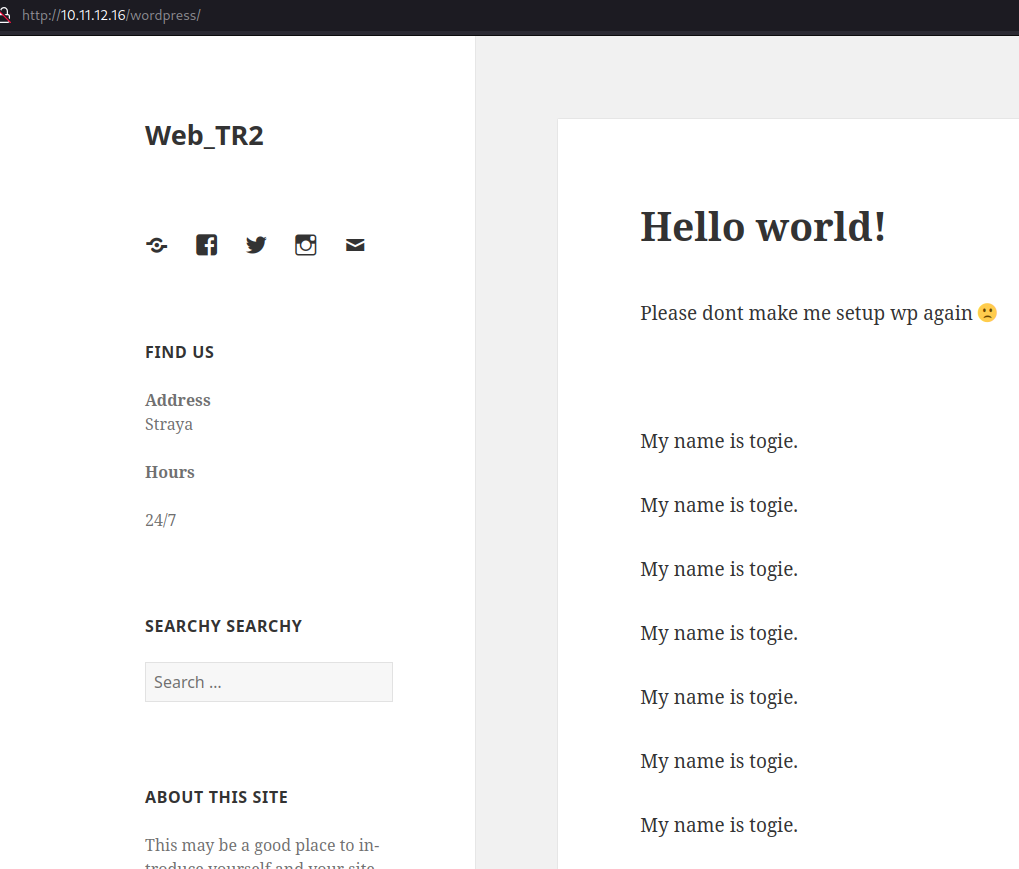 http://10.11.12.16/wordpress/
Web_TR2
FIND US
Address
Straya
Hours
24/7
SEARCHY SEARCHY
Search …
ABOUT THIS SITE
This may be a good place to in-
troduce yourself and your site
Hello world!
Please dont make me setup wp again 🙁
My name is togie.
My name is togie.
My name is togie.
My name is togie.
My name is togie.
My name is togie.
My name is togie.